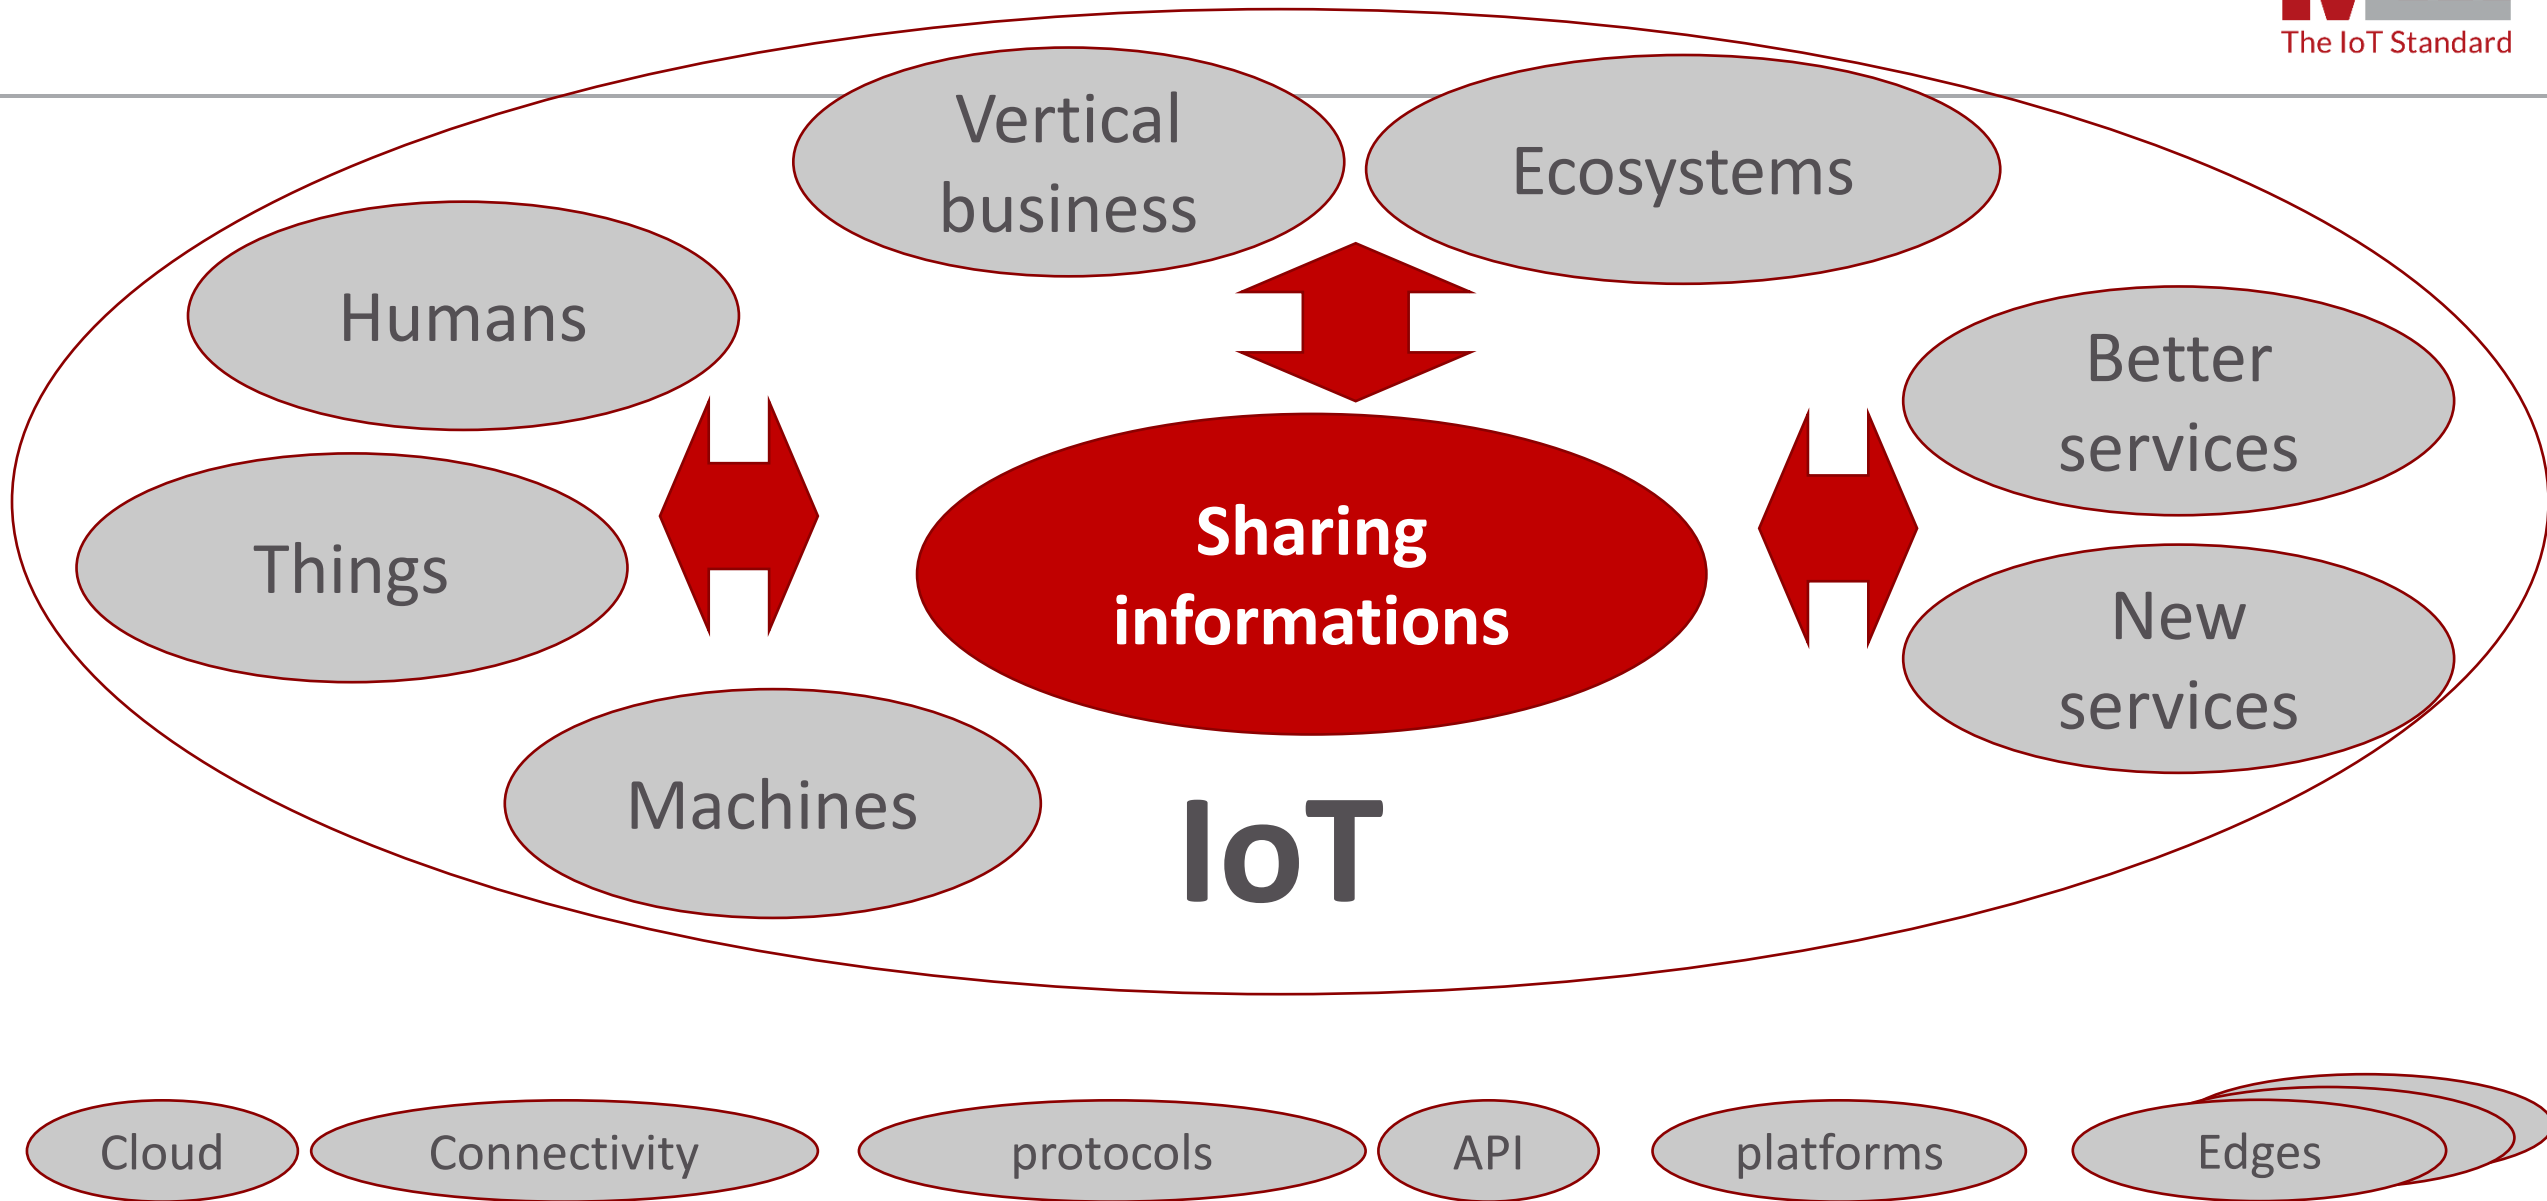 The IoT Standard
Vertical
business
Ecosystems
Humans
Better
services
Things
Sharing
informations
New
services
Machines
IoT
Cloud
Connectivity
protocols
API
platforms
Edges